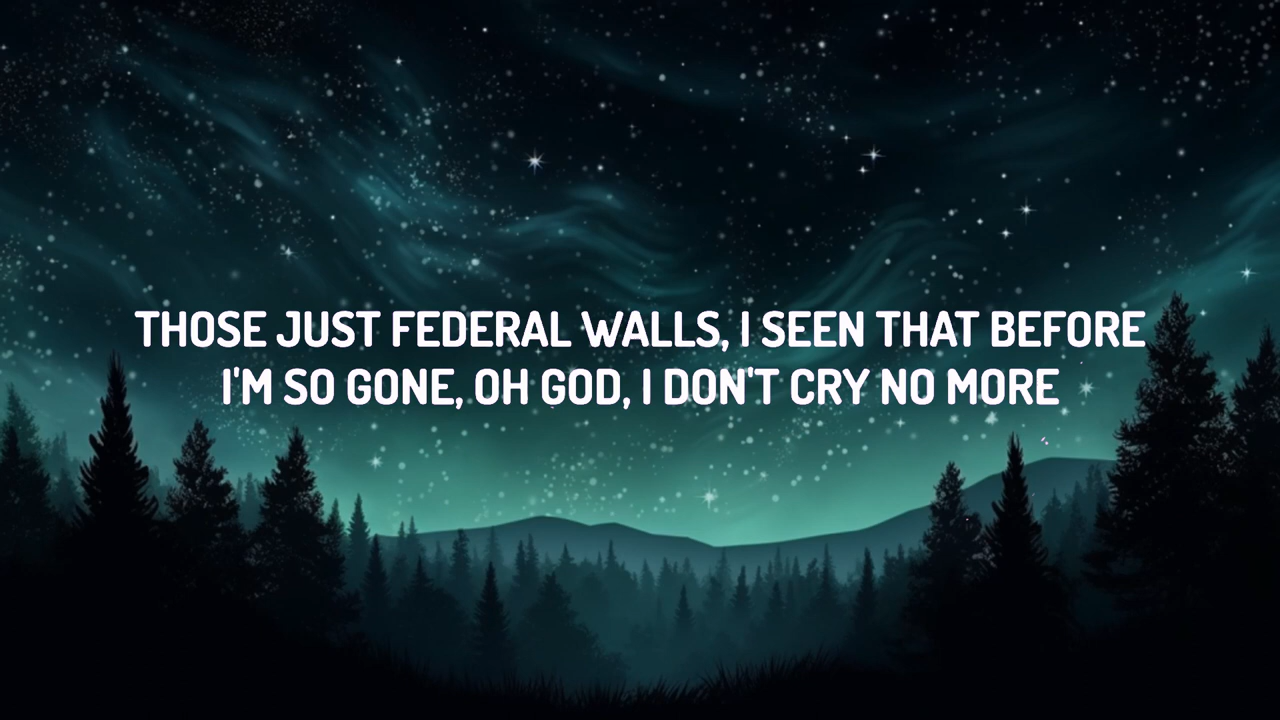 THOSE JUST FEDERAL WALLS, I SEEN THAT BEFORE
I'M SO GONE, OH GOD, I DON'T CRY NO MORE